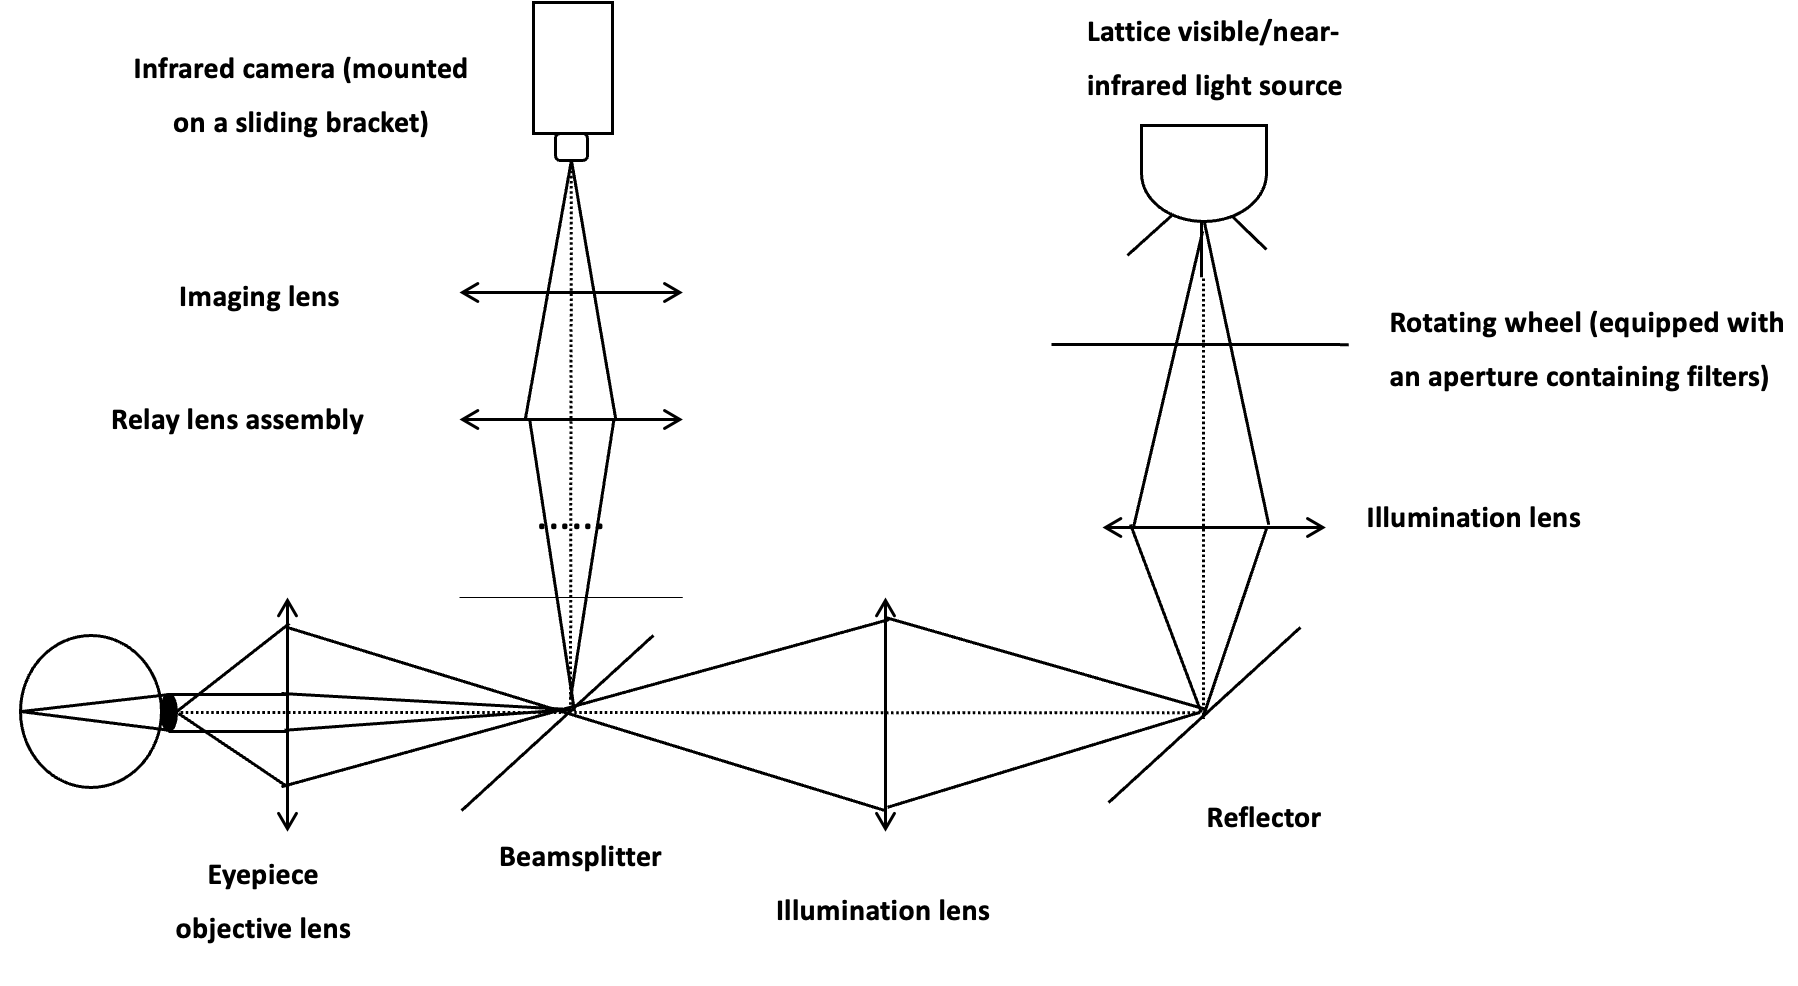 Lattice visible/near-
infrared light source
Infrared camera (mounted
on a sliding bracket)
Imaging lens
Rotating wheel (equipped with
an aperture containing filters)
Relay lens assembly
Illumination lens
Reflector
Beamsplitter
Eyepiece
objective lens
Illumination lens